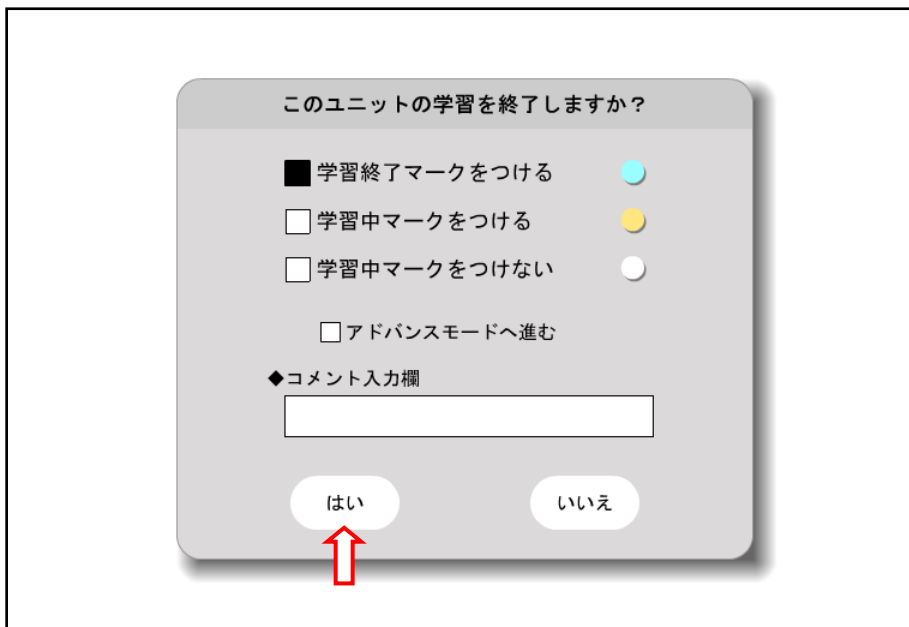 このユニットの学習を終了しますか？
学習終了マークをつける
学習中マークをつける
学習中マークをつけない
アドバンスモードへ進む
◆コメント入力欄
はい
いいえ